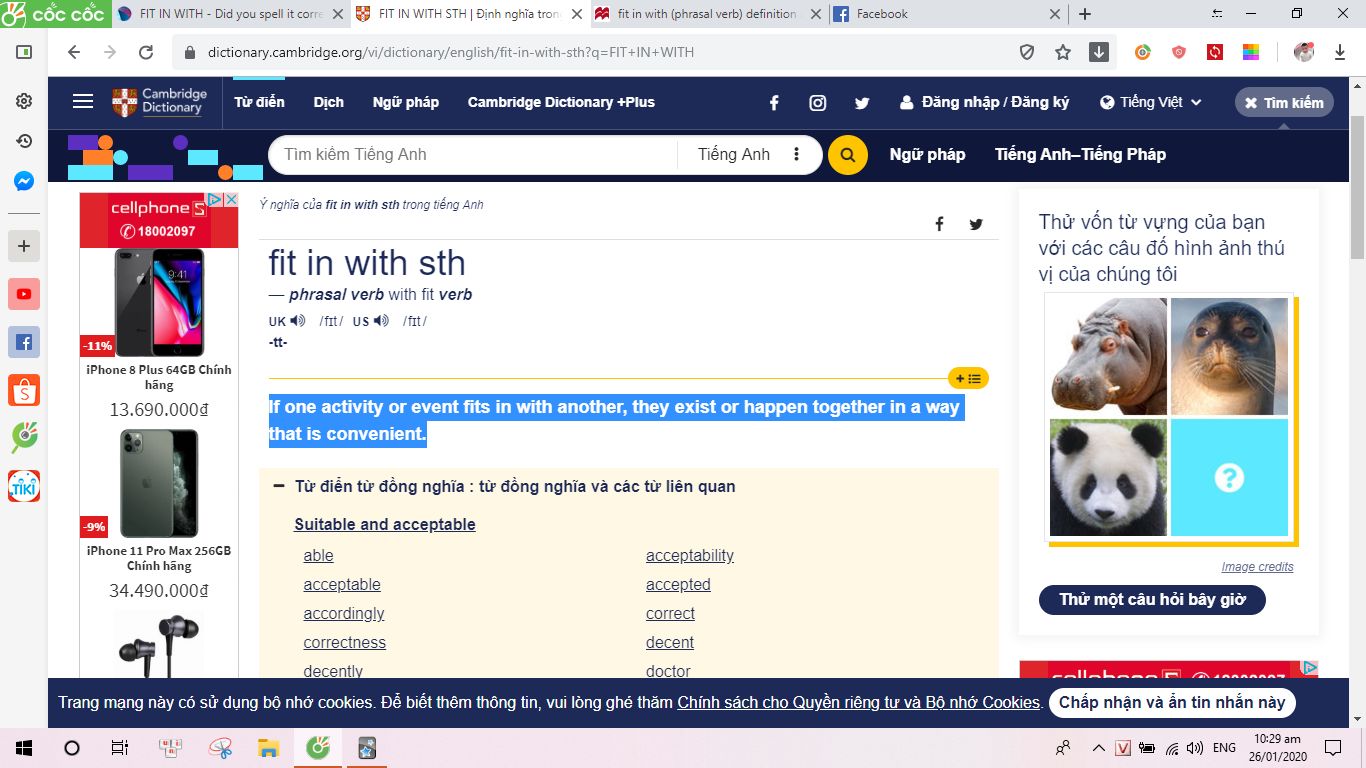 cốc cốc
FIT IN WITH - Did you spell it corre
FIT IN WITH STH | Định nghĩa tron
fit in with (phrasal verb) definition
Facebook
dictionary.cambridge.org/vi/dictionary/english/fit-in-with-sth?q=FIT+IN+WITH
Cambridge
Dictionary
Từ điển
Dịch
Ngữ pháp
Cambridge Dictionary +Plus
Đăng nhập / Đăng ký
Tiếng Việt
Tìm kiếm
Tìm kiếm Tiếng Anh
Tiếng Anh
Ngữ pháp
Tiếng Anh–Tiếng Pháp
cellphoneS
18002097
-11%
iPhone 8 Plus 64GB Chính
hãng
13.690.000₫
-9%
iPhone 11 Pro Max 256GB
Chính hãng
34.490.000₫
Ý nghĩa của fit in with sth trong tiếng Anh
fit in with sth
— phrasal verb with fit verb
UK /fɪt/ US /fɪt/
-tt-
If one activity or event fits in with another, they exist or happen together in a way
that is convenient.
Từ điển từ đồng nghĩa : từ đồng nghĩa và các từ liên quan
Suitable and acceptable
able
acceptability
acceptable
accepted
accordingly
correct
correctness
decent
decently
doctor
Thử vốn từ vựng của bạn
với các câu đố hình ảnh thú
vị của chúng tôi
?
Image credits
Thử một câu hỏi bây giờ
cellphoneS
18002097
Trang mạng này có sử dụng bộ nhớ cookies. Để biết thêm thông tin, vui lòng ghé thăm Chính sách cho Quyền riêng tư và Bộ nhớ Cookies.
Chấp nhận và ẩn tin nhắn này
TIKI
V
ENG
10:29 am
26/01/2020